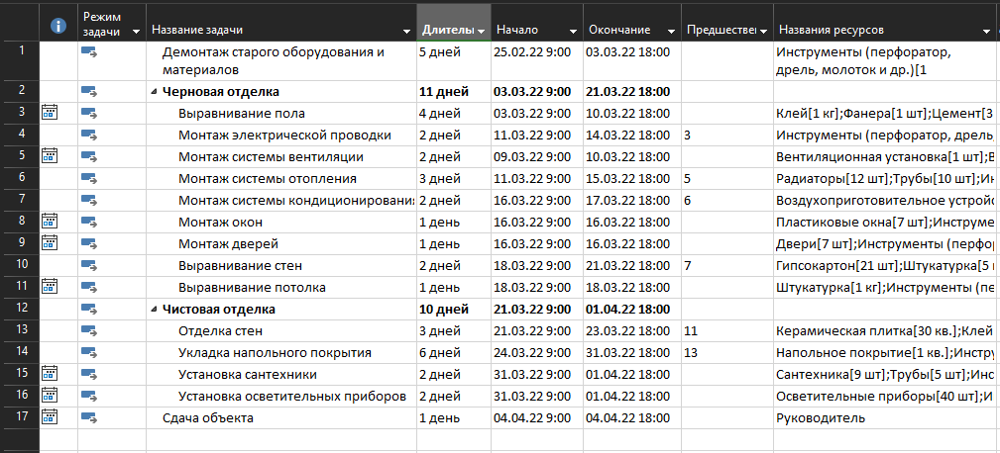 Режим задачи Название задачи Длителы Начало Окончание Предшествен Названия ресурсов
1 Демонтаж старого оборудования и материалов 5 дней 25.02.22 9:00 03.03.22 18:00 Инструменты (перфоратор, дрель, молоток и др.)[1
2 Черновая отделка 11 дней 03.03.22 9:00 21.03.22 18:00
3 Выравнивание пола 4 дней 03.03.22 9:00 10.03.22 18:00 Клей[1 кг];Фанера[1 шт];Цемент[3
4 Монтаж электрической проводки 2 дней 11.03.22 9:00 14.03.22 18:00 3 Инструменты (перфоратор, дрель,
5 Монтаж системы вентиляции 2 дней 09.03.22 9:00 10.03.22 18:00 Вентиляционная установка[1 шт];В
6 Монтаж системы отопления 3 дней 11.03.22 9:00 15.03.22 18:00 5 Радиаторы[12 шт];Трубы[10 шт];Ин
7 Монтаж системы кондиционирования 2 дней 16.03.22 9:00 17.03.22 18:00 6 Воздухоприготовительное устройс
8 Монтаж окон 1 день 16.03.22 9:00 16.03.22 18:00 Пластиковые окна[7 шт];Инструме
9 Монтаж дверей 1 день 16.03.22 9:00 16.03.22 18:00 Двери[7 шт];Инструменты (перфо
10 Выравнивание стен 2 дней 18.03.22 9:00 21.03.22 18:00 7 Гипсокартон[21 шт];Штукатурка[5
11 Выравнивание потолка 1 день 18.03.22 9:00 18.03.22 18:00 Штукатурка[1 кг];Инструменты (пе
12 Чистовая отделка 10 дней 21.03.22 9:00 01.04.22 18:00
13 Отделка стен 3 дней 21.03.22 9:00 23.03.22 18:00 11 Керамическая плитка[30 кв.];Клей
14 Укладка напольного покрытия 6 дней 24.03.22 9:00 31.03.22 18:00 13 Напольное покрытие[1 кв.];Инстру
15 Установка сантехники 2 дней 31.03.22 9:00 01.04.22 18:00 Сантехника[9 шт];Трубы[5 шт];Инс
16 Установка осветительных приборов 2 дней 31.03.22 9:00 01.04.22 18:00 Осветительные приборы[40 шт];И
17 Сдача объекта 1 день 04.04.22 9:00 04.04.22 18:00 Руководитель